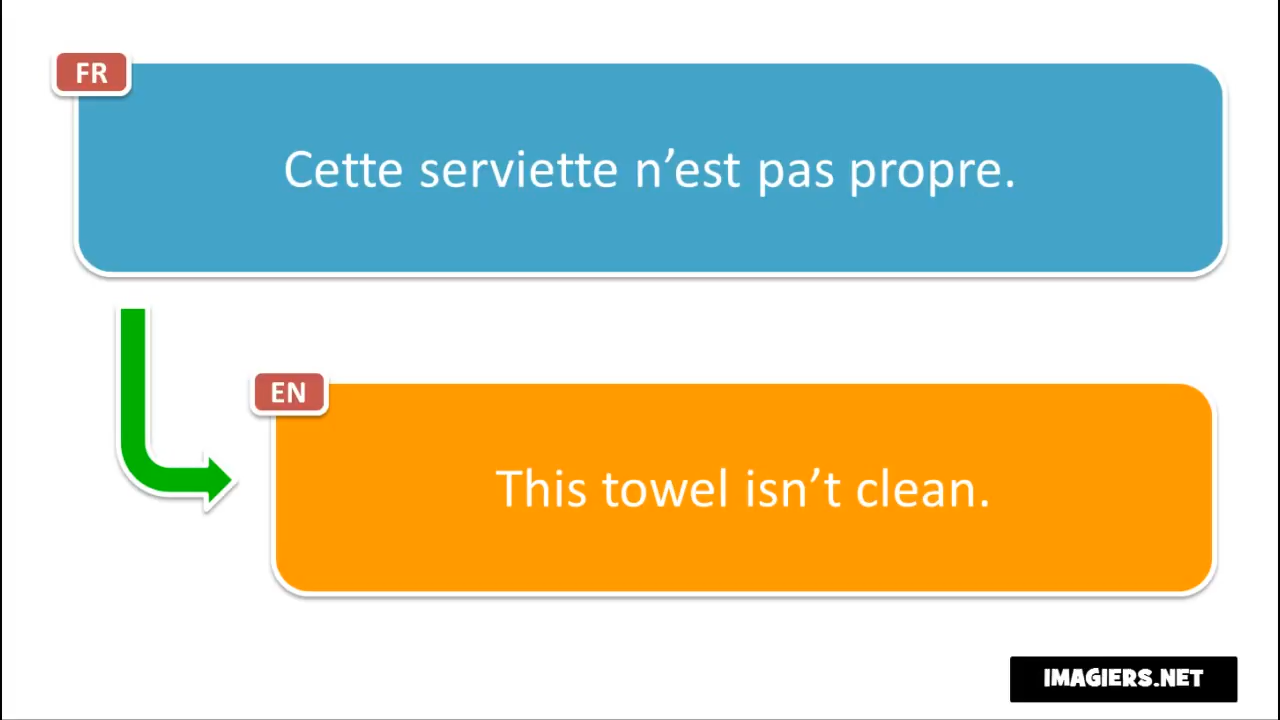 FR
Cette serviette n’est pas propre.
EN
This towel isn’t clean.
IMAGIERS.NET